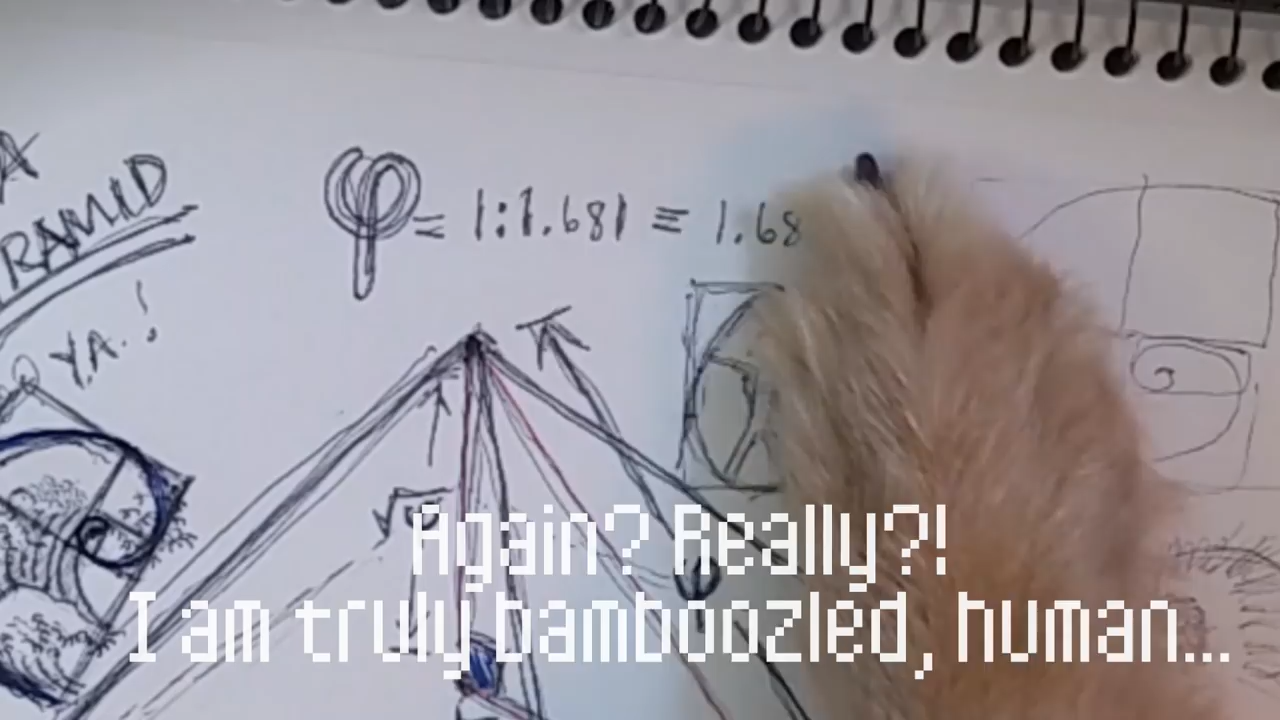 A
RAMID
φ = 1:1.681 ≡ 1.68
YA.!
Again? Really?!
I am truly bamboozled, human...